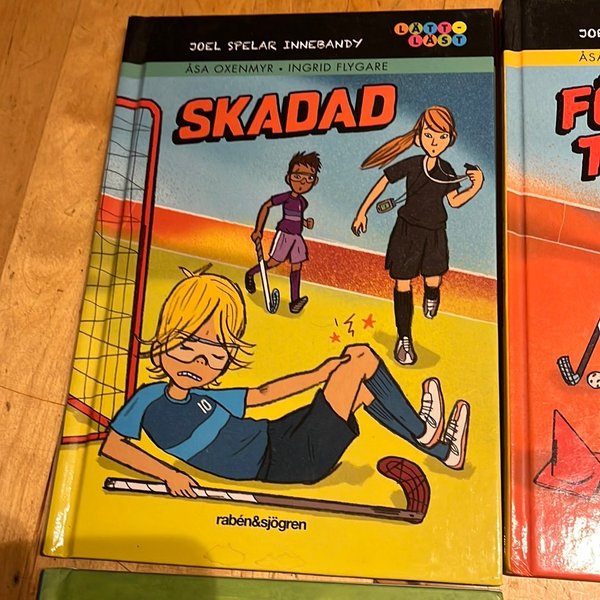 JOEL SPELAR INNEBANDY
LÄTT-
LÄST
ÅSA OXENMYR • INGRID FLYGARE
SKADAD
10
rabén&sjögren